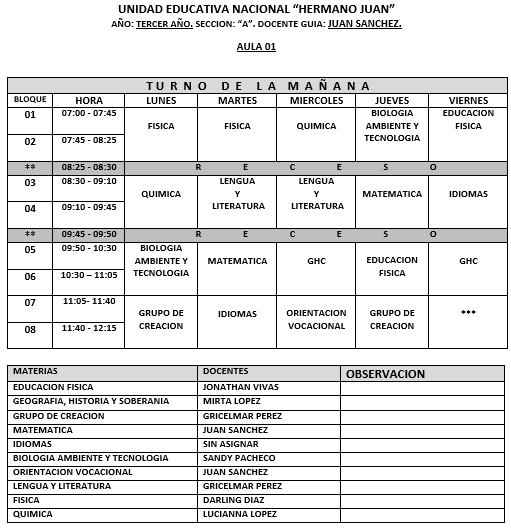 UNIDAD EDUCATIVA NACIONAL “HERMANO JUAN”
AÑO: TERCER AÑO. SECCION: “A”. DOCENTE GUIA: JUAN SANCHEZ.
AULA 01
TURNO DE LA MAÑANA
BLOQUE HORA LUNES MARTES MIERCOLES JUEVES VIERNES
01 07:00 - 07:45 FISICA FISICA QUIMICA BIOLOGIA AMBIENTE Y TECNOLOGIA EDUCACION FISICA
02 07:45 - 08:25
** 08:25 - 08:30 R E C E S O
03 08:30 - 09:10 QUIMICA LENGUA Y LITERATURA LENGUA Y LITERATURA MATEMATICA IDIOMAS
04 09:10 - 09:45
** 09:45 - 09:50 R E C E S O
05 09:50 - 10:30 BIOLOGIA AMBIENTE Y TECNOLOGIA MATEMATICA GHC EDUCACION FISICA GHC
06 10:30 – 11:05
07 11:05- 11:40 GRUPO DE CREACION IDIOMAS ORIENTACION VOCACIONAL GRUPO DE CREACION ***
08 11:40 - 12:15
MATERIAS DOCENTES OBSERVACION
EDUCACION FISICA JONATHAN VIVAS
GEOGRAFIA, HISTORIA Y SOBERANIA MIRTA LOPEZ
GRUPO DE CREACION GRICELMAR PEREZ
MATEMATICA JUAN SANCHEZ
IDIOMAS SIN ASIGNAR
BIOLOGIA AMBIENTE Y TECNOLOGIA SANDY PACHECO
ORIENTACION VOCACIONAL JUAN SANCHEZ
LENGUA Y LITERATURA GRICELMAR PEREZ
FISICA DARLING DIAZ
QUIMICA LUCIANNA LOPEZ